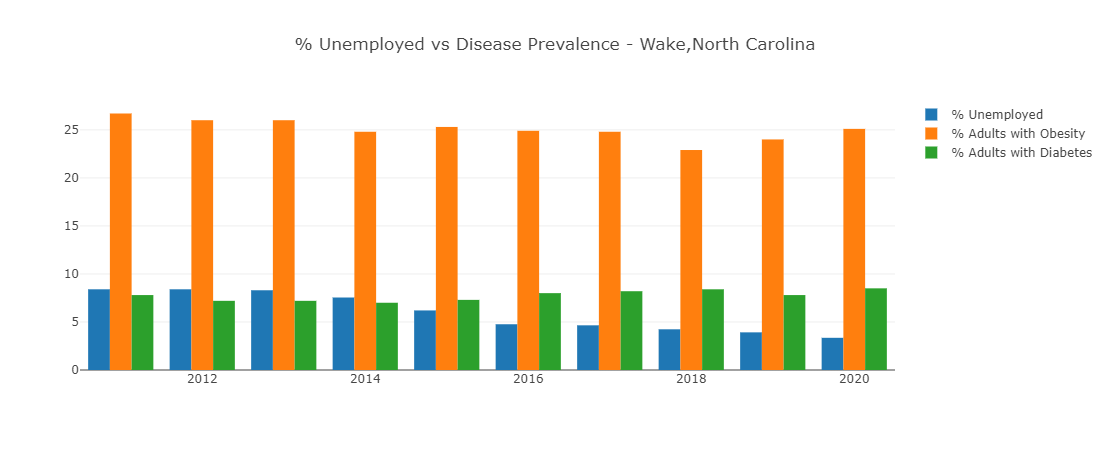 % Unemployed vs Disease Prevalence - Wake,North Carolina
% Unemployed
% Adults with Obesity
% Adults with Diabetes
25
20
15
10
5
0
2012
2014
2016
2018
2020